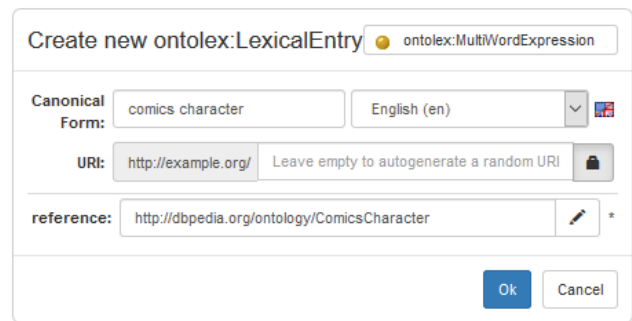 Create new ontolex:LexicalEntry ontolex:MultiWordExpression
Canonical Form: comics character English (en)
URI: http://example.org/ Leave empty to autogenerate a random URI
reference: http://dbpedia.org/ontology/ComicsCharacter *
Ok Cancel